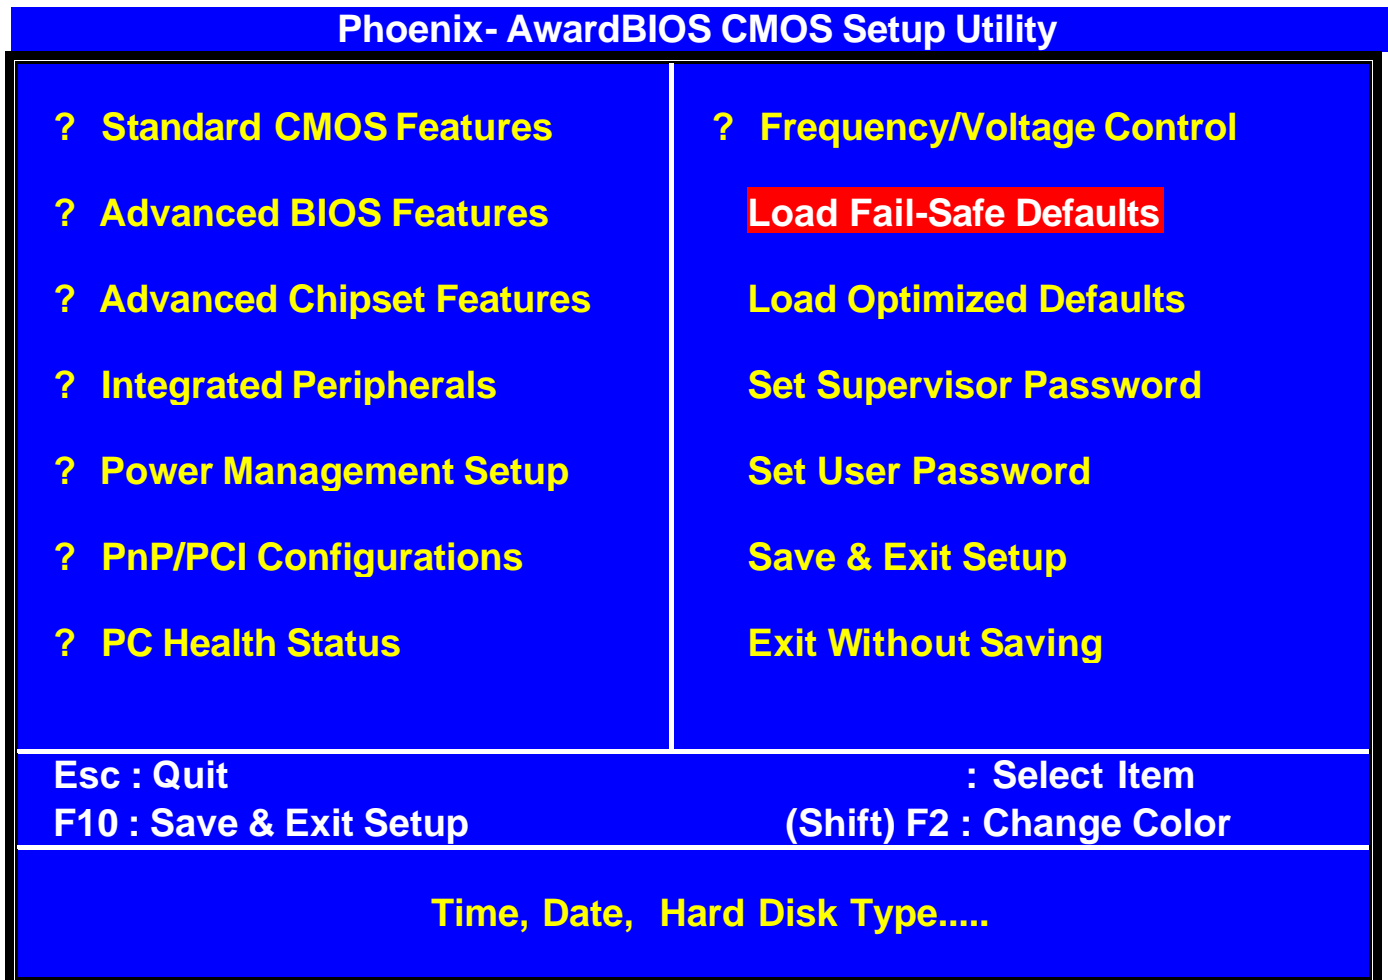 Phoenix- AwardBIOS CMOS Setup Utility
? Standard CMOS Features
? Advanced BIOS Features
? Advanced Chipset Features
? Integrated Peripherals
? Power Management Setup
? PnP/PCI Configurations
? PC Health Status
? Frequency/Voltage Control
Load Fail-Safe Defaults
Load Optimized Defaults
Set Supervisor Password
Set User Password
Save & Exit Setup
Exit Without Saving
Esc : Quit : Select Item
F10 : Save & Exit Setup (Shift) F2 : Change Color
Time, Date, Hard Disk Type.....